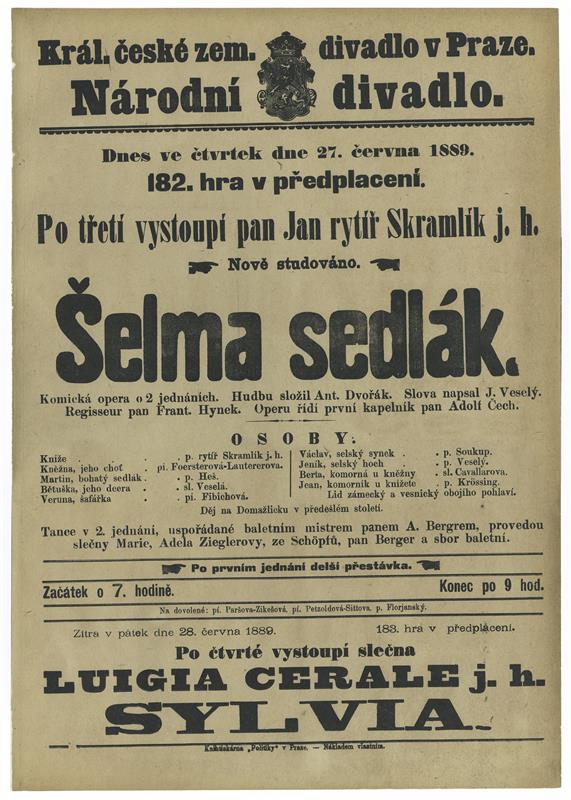 Král. české zem. divadlo v Praze.
Národní divadlo.
Dnes ve čtvrtek dne 27. června 1889.
182. hra v předplacení.
Po třetí vystoupí pan Jan rytíř Skramlík j. h.
Nově studováno.
Šelma sedlák.
Komická opera o 2 jednáních. Hudbu složil Ant. Dvořák. Slova napsal J. Veselý.
Regisseur pan Frant. Hynek. Operu řídí první kapelník pan Adolf Čech.
OSOBY.
Kníže . . . p. rytíř Skramlík j. h.
Kněžna, jeho choť . pí. Foersterová-Lautererova.
Martin, bohatý sedlák . . p. Heš.
Bětuška, jeho dcera . . sl. Veselá.
Veruna, šafářka . . pí. Fibichová.
Václav, selský synek . . p. Soukup.
Jeník, selský hoch . . p. Veselý.
Berta, komorná u kněžny . sl. Cavallarova.
Jean, komorník u knížete . p. Krössing.
Lid zámecký a vesnický obojího pohlaví.
Děj na Domažlicku v předešlém století.
Tance v 2. jednání, uspořádané baletním mistrem panem A. Bergrem, provedou
slečny Marie, Adela Zieglerovy, ze Schöpfů, pan Berger a sbor baletní.
Po prvním jednání delší přestávka.
Začátek o 7. hodině. Konec po 9 hod.
Na dovolené: pí. Paršova-Zikešová, pí. Petzoldová-Sittova, p. Florjanský.
Zítra v pátek dne 28. června 1889. 183. hra v předplácení.
Po čtvrté vystoupí slečna
LUIGIA CERALE j. h.
SYLVIA.
Knihtiskárna „Politiky“ v Praze. — Nákladem vlastním.